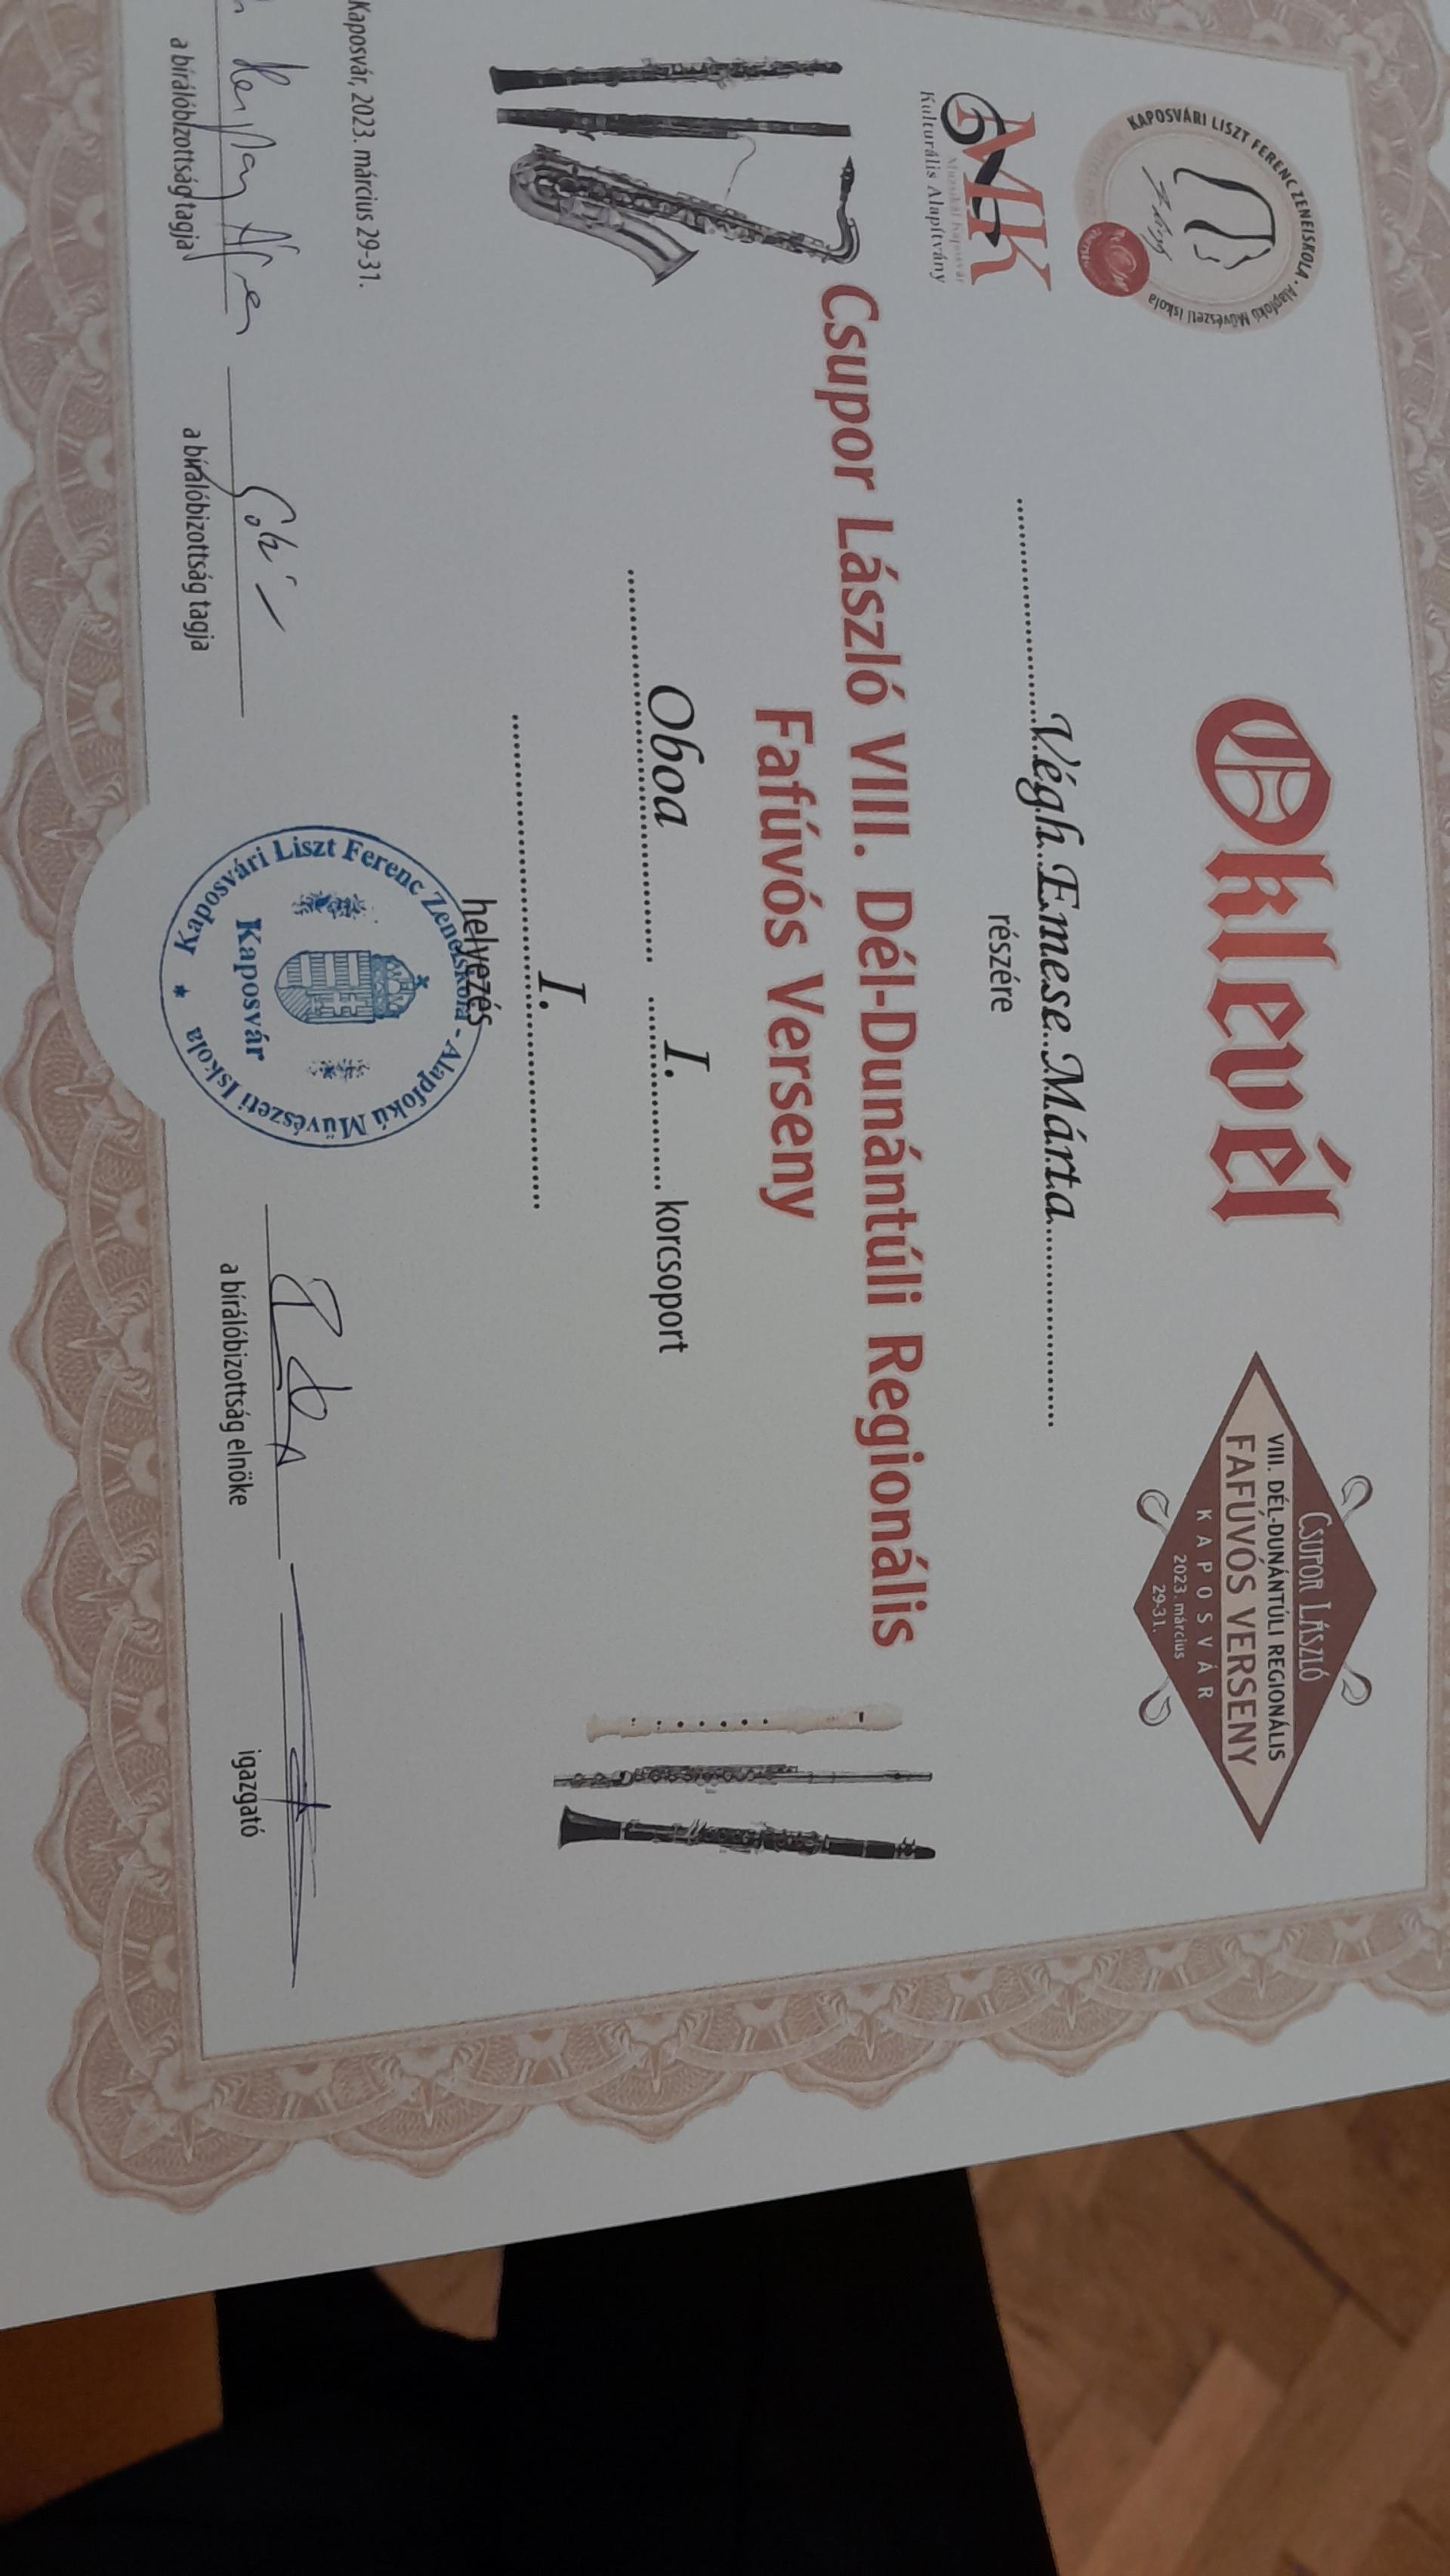 KAPOSVÁRI LISZT FERENC ZENEISKOLA - Alapfokú Művészeti Iskola
AMK
Muzsikál Kaposvár
Kulturális Alapítvány
Oklevél
CSUPOR LÁSZLÓ
VIII. DÉL-DUNÁNTÚLI REGIONÁLIS
FAFÚVÓS VERSENY
KAPOSVÁR
2023. március
29-31.
Végh Emese Márta
részére
Csupor László VIII. Dél-Dunántúli Regionális
Fafúvós Verseny
Oboa I. korcsoport
I.
helyezés
Kaposvár, 2023. március 29-31.
Kaposvári Liszt Ferenc Zeneiskola - Alapfokú Művészeti Iskola *
Kaposvár
a bírálóbizottság tagja
a bírálóbizottság tagja
a bírálóbizottság elnöke
igazgató